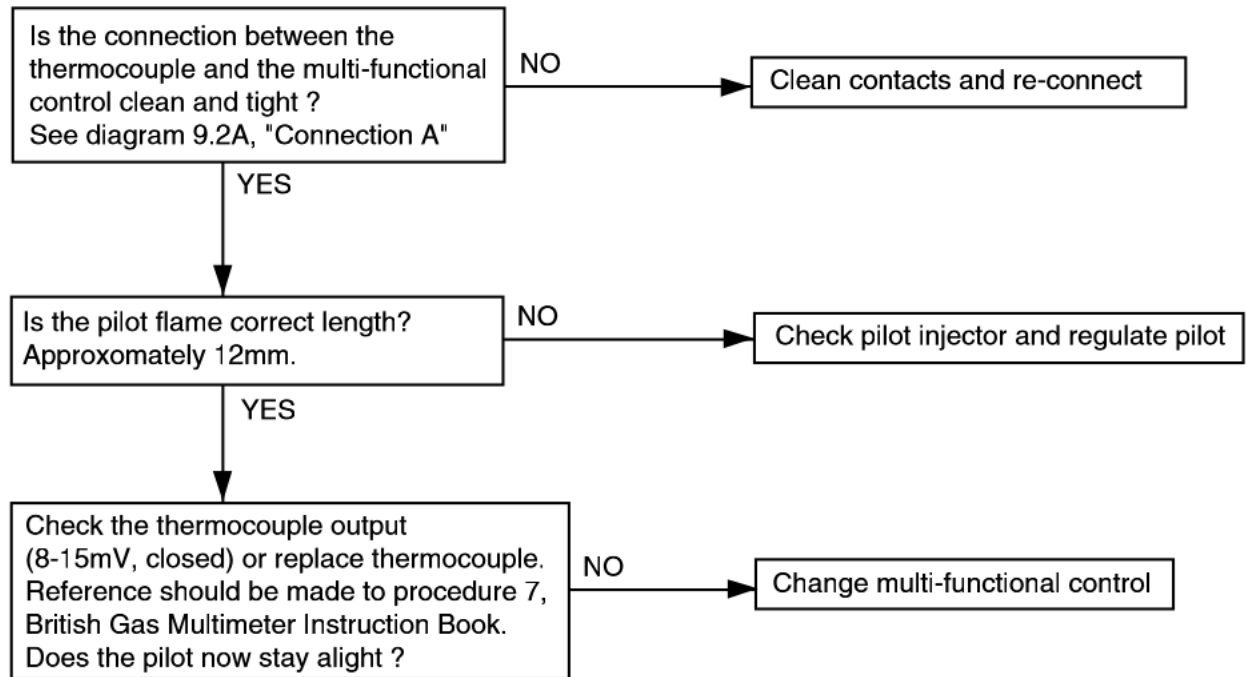 Is the connection between the
thermocouple and the multi-functional
control clean and tight ?
See diagram 9.2A, "Connection A"
NO
Clean contacts and re-connect
YES
Is the pilot flame correct length?
Approxomately 12mm.
NO
Check pilot injector and regulate pilot
YES
Check the thermocouple output
(8-15mV, closed) or replace thermocouple.
Reference should be made to procedure 7,
British Gas Multimeter Instruction Book.
Does the pilot now stay alight ?
NO
Change multi-functional control